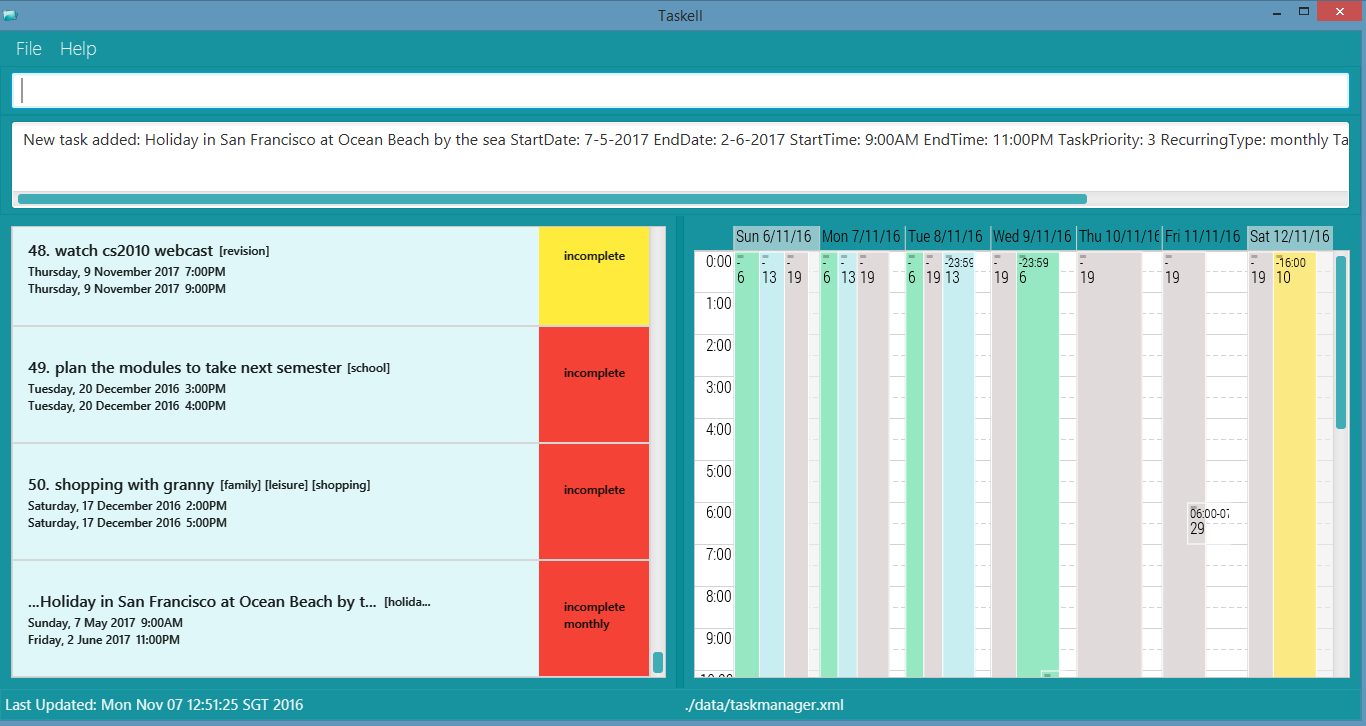 Taskell
File Help
New task added: Holiday in San Francisco at Ocean Beach by the sea StartDate: 7-5-2017 EndDate: 2-6-2017 StartTime: 9:00AM EndTime: 11:00PM TaskPriority: 3 RecurringType: monthly Ta
48. watch cs2010 webcast [revision]
Thursday, 9 November 2017 7:00PM
Thursday, 9 November 2017 9:00PM
incomplete
49. plan the modules to take next semester [school]
Tuesday, 20 December 2016 3:00PM
Tuesday, 20 December 2016 4:00PM
incomplete
50. shopping with granny [family] [leisure] [shopping]
Saturday, 17 December 2016 2:00PM
Saturday, 17 December 2016 5:00PM
incomplete
...Holiday in San Francisco at Ocean Beach by t... [holida...
Sunday, 7 May 2017 9:00AM
Friday, 2 June 2017 11:00PM
incomplete
monthly
Sun 6/11/16 Mon 7/11/16 Tue 8/11/16 Wed 9/11/16 Thu 10/11/16 Fri 11/11/16 Sat 12/11/16
0:00 - - - - - - - - -23:59 - -23:59 - - - -16:00
6 13 19 6 13 19 6 19 13 19 6 19 19 19 10
1:00
2:00
3:00
4:00
5:00
6:00 06:00-07
29
7:00
8:00
9:00
10:00
Last Updated: Mon Nov 07 12:51:25 SGT 2016 ./data/taskmanager.xml